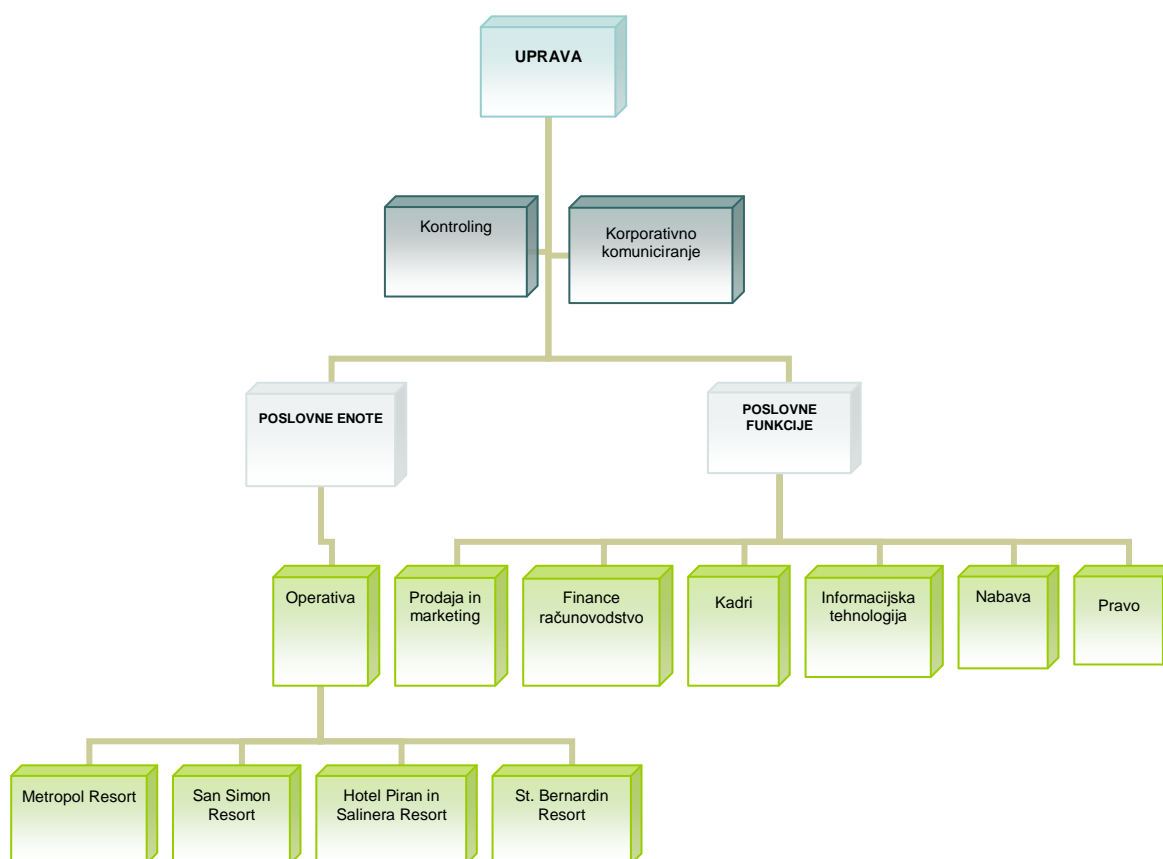 UPRAVA
Kontroling
Korporativno
komuniciranje
POSLOVNE ENOTE
POSLOVNE
FUNKCIJE
Operativa
Prodaja in
marketing
Finance
računovodstvo
Kadri
Informacijska
tehnologija
Nabava
Pravo
Metropol Resort
San Simon
Resort
Hotel Piran in
Salinera Resort
St. Bernardin
Resort